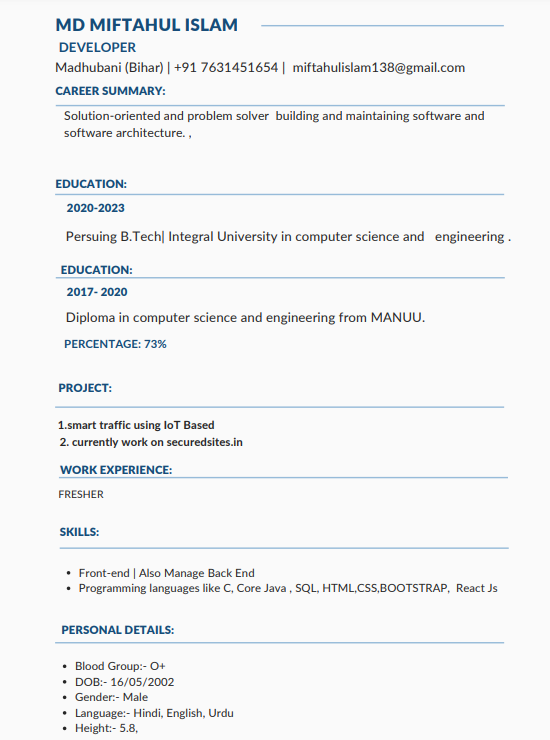 MD MIFTAHUL ISLAM
DEVELOPER
Madhubani (Bihar) | +91 7631451654 | miftahulislam138@gmail.com
CAREER SUMMARY:
Solution-oriented and problem solver building and maintaining software and
software architecture. ,
EDUCATION:
2020-2023
Persuing B.Tech| Integral University in computer science and engineering .
EDUCATION:
2017- 2020
Diploma in computer science and engineering from MANUU.
PERCENTAGE: 73%
PROJECT:
1.smart traffic using IoT Based
2. currently work on securedsites.in
WORK EXPERIENCE:
FRESHER
SKILLS:
• Front-end | Also Manage Back End
• Programming languages like C, Core Java , SQL, HTML,CSS,BOOTSTRAP, React Js
PERSONAL DETAILS:
• Blood Group:- O+
• DOB:- 16/05/2002
• Gender:- Male
• Language:- Hindi, English, Urdu
• Height:- 5.8,